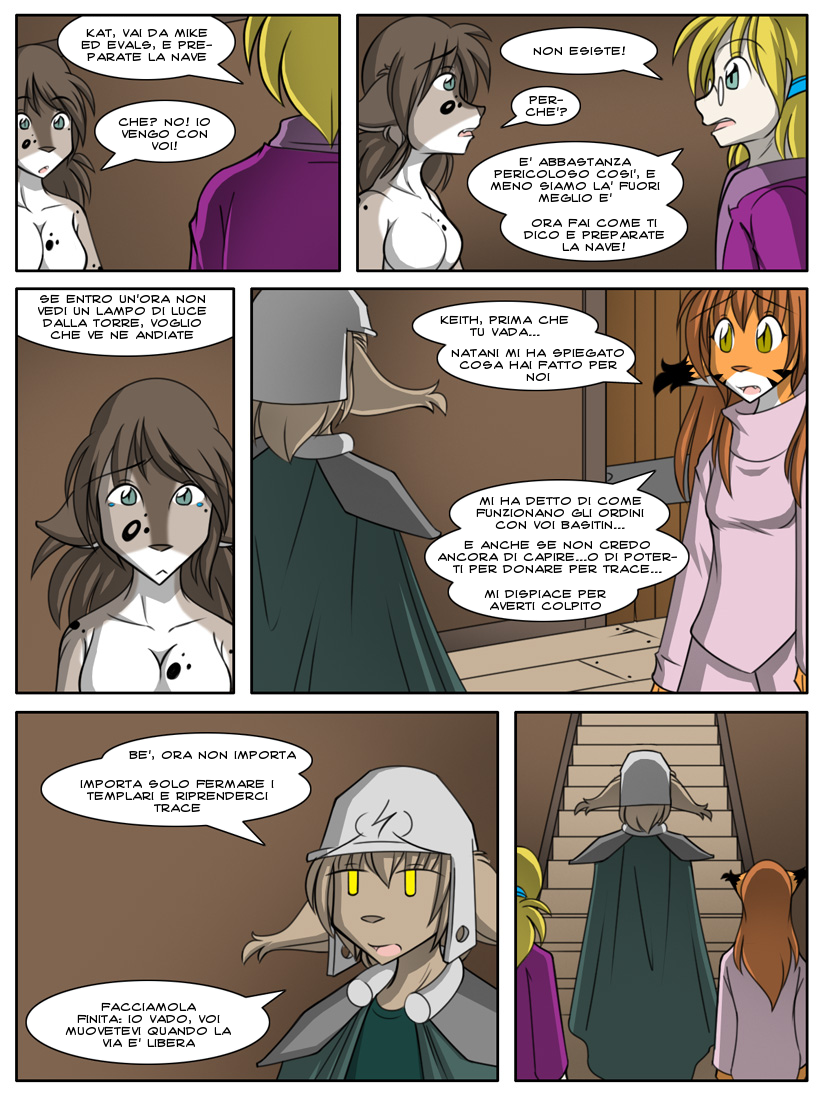 KAT, VAI DA MIKE
ED EVALS, E PRE-
PARATE LA NAVE
CHE? NO! IO
VENGO CON
VOI!
NON ESISTE!
PER-
CHE'?
E' ABBASTANZA
PERICOLOSO COSI', E
MENO SIAMO LA' FUORI
MEGLIO E'
ORA FAI COME TI
DICO E PREPARATE
LA NAVE!
SE ENTRO UN'ORA NON
VEDI UN LAMPO DI LUCE
DALLA TORRE, VOGLIO
CHE VE NE ANDIATE
KEITH, PRIMA CHE
TU VADA...
NATANI MI HA SPIEGATO
COSA HAI FATTO PER
NOI
MI HA DETTO DI COME
FUNZIONANO GLI ORDINI
CON VOI BASITIN...
E ANCHE SE NON CREDO
ANCORA DI CAPIRE...O DI POTER-
TI PER DONARE PER TRACE...
MI DISPIACE PER
AVERTI COLPITO
BE', ORA NON IMPORTA
IMPORTA SOLO FERMARE I
TEMPLARI E RIPRENDERCI
TRACE
FACCIAMOLA
FINITA: IO VADO, VOI
MUOVETEVI QUANDO LA
VIA E' LIBERA